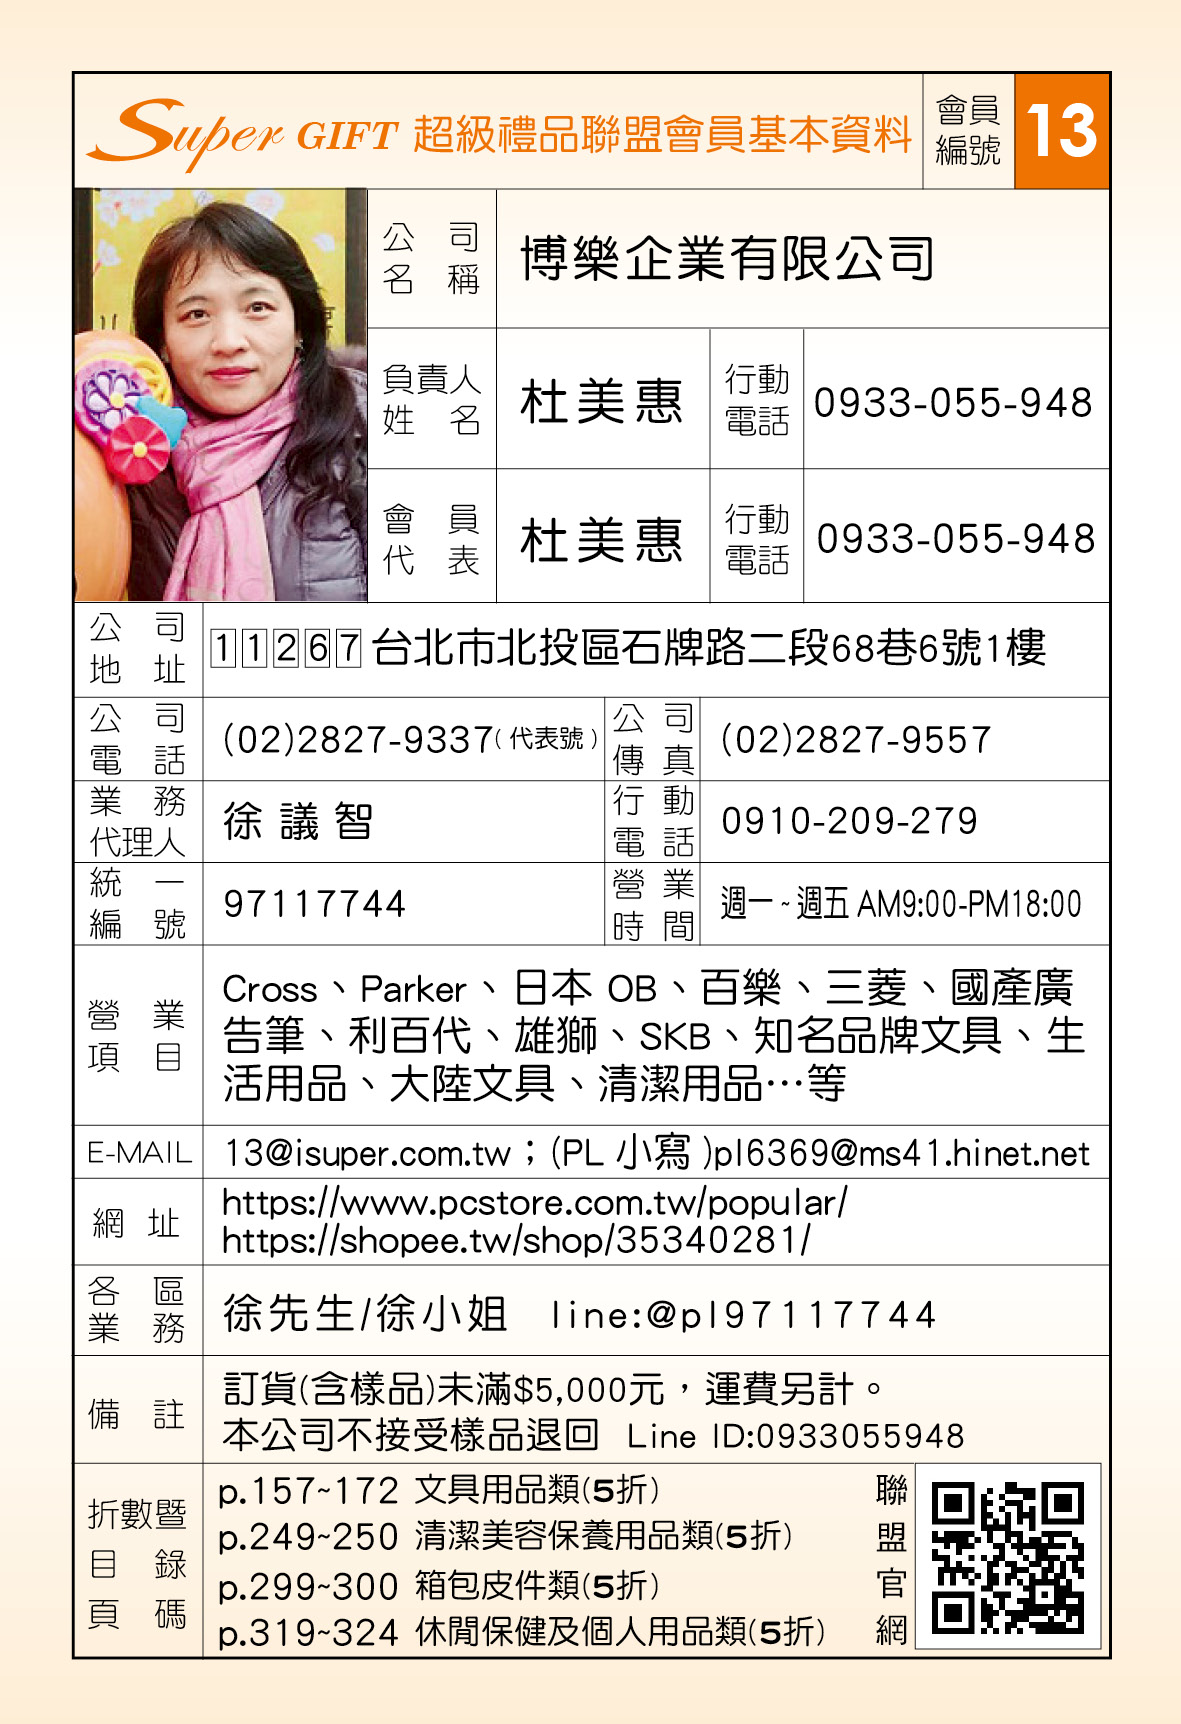 Super GIFT 超級禮品聯盟會員基本資料 會員編號 13
公司名稱 博樂企業有限公司
負責人姓名 杜美惠 行動電話 0933-055-948
會員代表 杜美惠 行動電話 0933-055-948
公司地址 11267 台北市北投區石牌路二段68巷6號1樓
公司電話 (02)2827-9337(代表號) 公司傳真 (02)2827-9557
業務代理人 徐議智 行動電話 0910-209-279
統一編號 97117744 營業時間 週一~週五 AM9:00-PM18:00
營業項目 Cross、Parker、日本 OB、百樂、三菱、國產廣
告筆、利百代、雄獅、SKB、知名品牌文具、生
活用品、大陸文具、清潔用品…等
E-MAIL 13@isuper.com.tw；(PL 小寫 )pl6369@ms41.hinet.net
網址 https://www.pcstore.com.tw/popular/
https://shopee.tw/shop/35340281/
各區業務 徐先生/徐小姐 line:@pl97117744
備註 訂貨(含樣品)未滿$5,000元，運費另計。
本公司不接受樣品退回 Line ID:0933055948
折數暨目錄頁碼 p.157~172 文具用品類(5折)
p.249~250 清潔美容保養用品類(5折)
p.299~300 箱包皮件類(5折)
p.319~324 休閒保健及個人用品類(5折)
聯盟官網